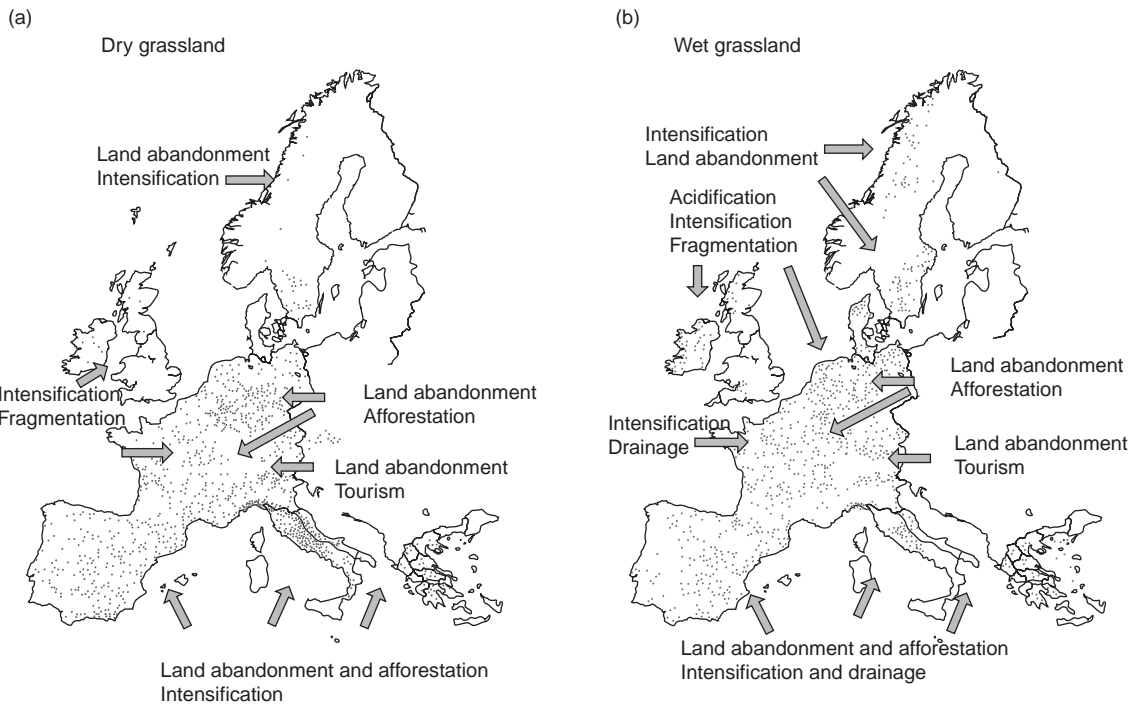 (a)
Dry grassland
Land abandonment
Intensification
Intensification
Fragmentation
Land abandonment
Afforestation
Land abandonment
Tourism
Land abandonment and afforestation
Intensification
(b)
Wet grassland
Intensification
Land abandonment
Acidification
Intensification
Fragmentation
Land abandonment
Afforestation
Intensification
Drainage
Land abandonment
Tourism
Land abandonment and afforestation
Intensification and drainage